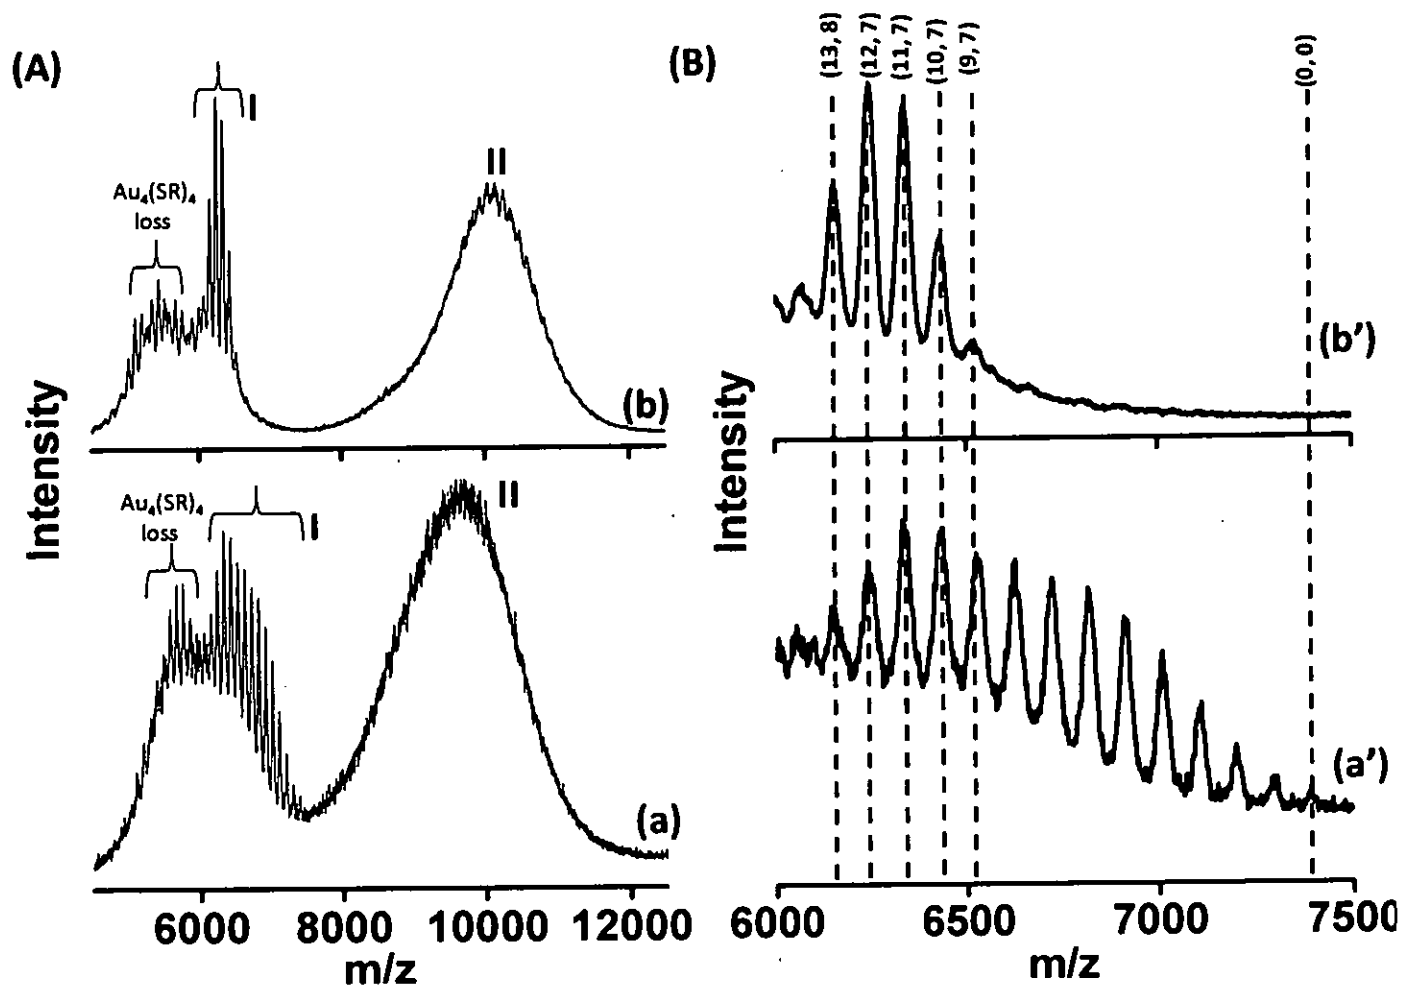 (A)
I
II
Au₄(SR)₄
loss
(b)
Intensity
Au₄(SR)₄
loss
I
II
(a)
6000 8000 10000 12000
m/z
(B)
(13, 8)
(12, 7)
(11, 7)
(10, 7)
(9, 7)
(0, 0)
(b’)
Intensity
(a’)
6000 6500 7000 7500
m/z